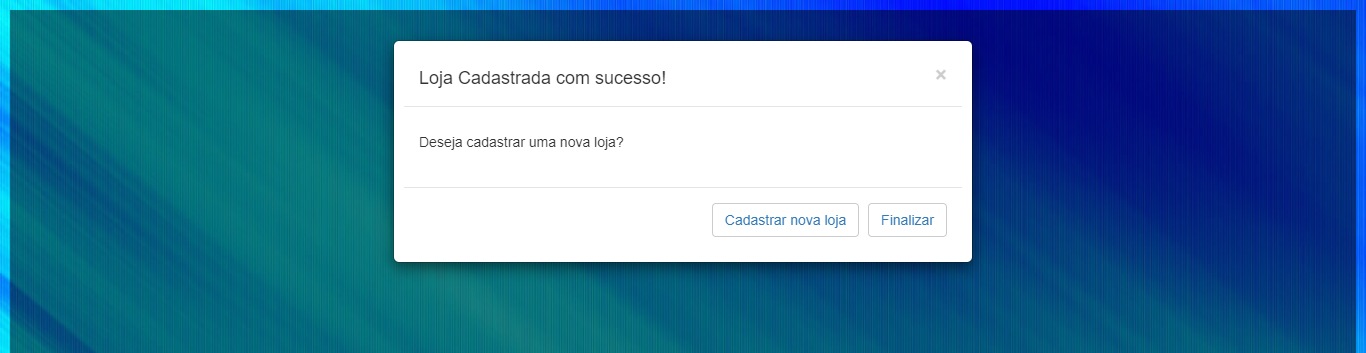 Loja Cadastrada com sucesso!
×
Deseja cadastrar uma nova loja?
Cadastrar nova loja
Finalizar